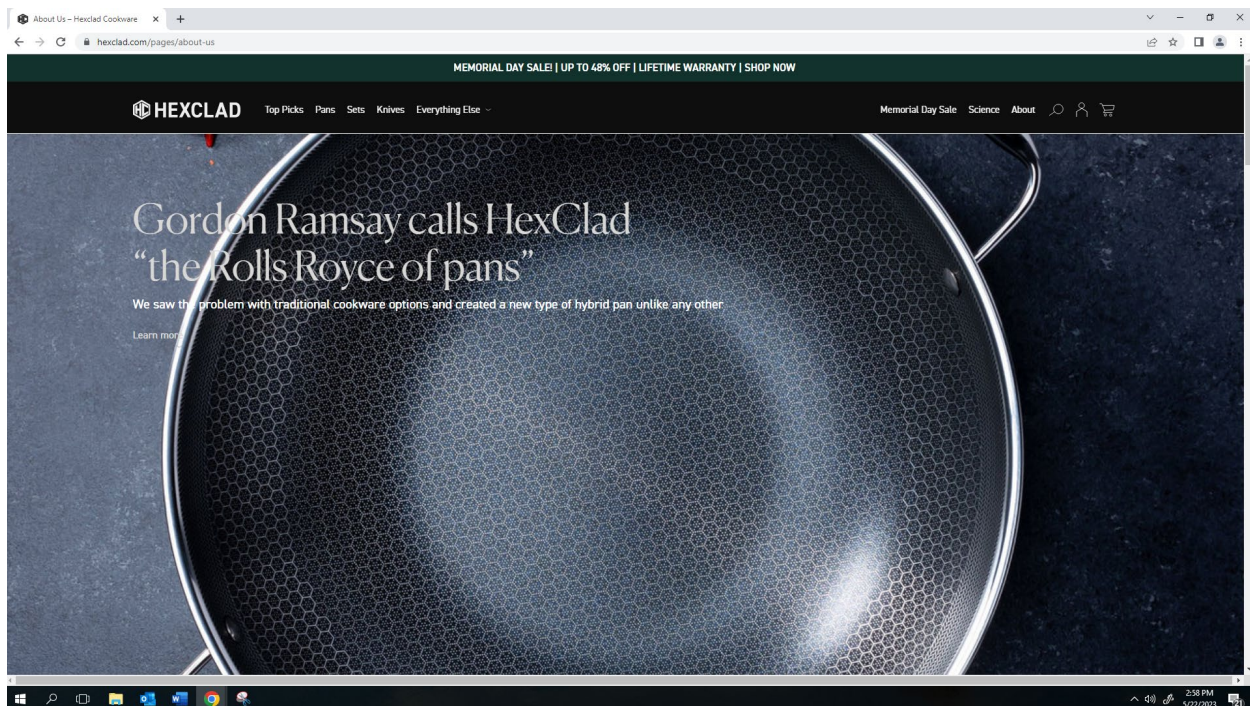 About Us – Hexclad Cookware
hexclad.com/pages/about-us
MEMORIAL DAY SALE! | UP TO 48% OFF | LIFETIME WARRANTY | SHOP NOW
HC HEXCLAD Top Picks Pans Sets Knives Everything Else Memorial Day Sale Science About
Gordon Ramsay calls HexClad
“the Rolls Royce of pans”
We saw the problem with traditional cookware options and created a new type of hybrid pan unlike any other
Learn more
2:58 PM
5/22/2023
21